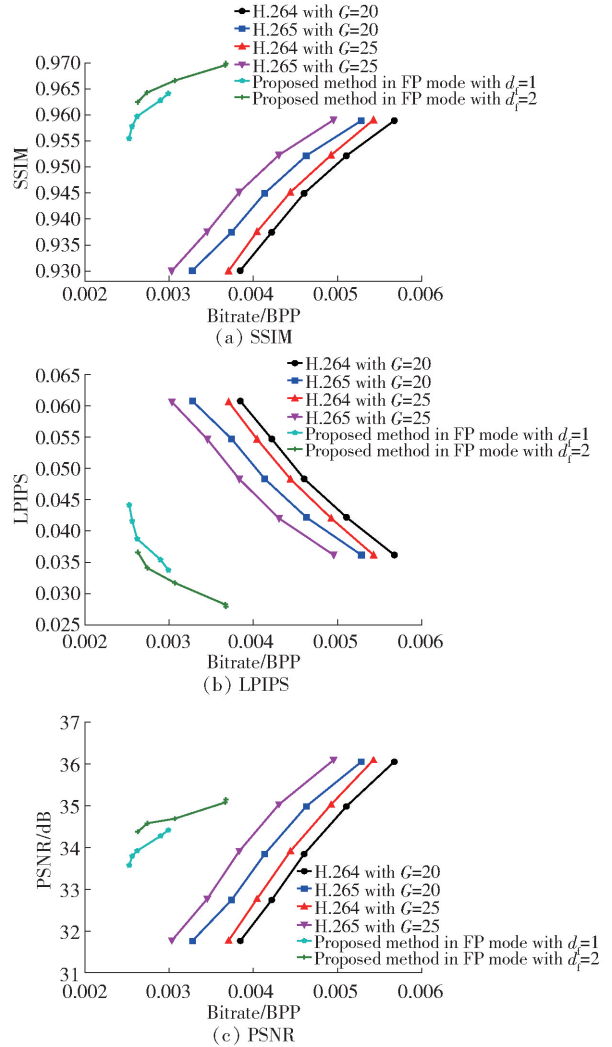 H.264 with G=20
H.265 with G=20
H.264 with G=25
H.265 with G=25
Proposed method in FP mode with df=1
Proposed method in FP mode with df=2
SSIM
0.970
0.965
0.960
0.955
0.950
0.945
0.940
0.935
0.930
0.002 0.003 0.004 0.005 0.006
Bitrate/BPP
(a) SSIM
H.264 with G=20
H.265 with G=20
H.264 with G=25
H.265 with G=25
Proposed method in FP mode with df=1
Proposed method in FP mode with df=2
LPIPS
0.065
0.060
0.055
0.050
0.045
0.040
0.035
0.030
0.025
0.002 0.003 0.004 0.005 0.006
Bitrate/BPP
(b) LPIPS
PSNR/dB
37
36
35
34
33
32
31
H.264 with G=20
H.265 with G=20
H.264 with G=25
H.265 with G=25
Proposed method in FP mode with df=1
Proposed method in FP mode with df=2
0.002 0.003 0.004 0.005 0.006
Bitrate/BPP
(c) PSNR